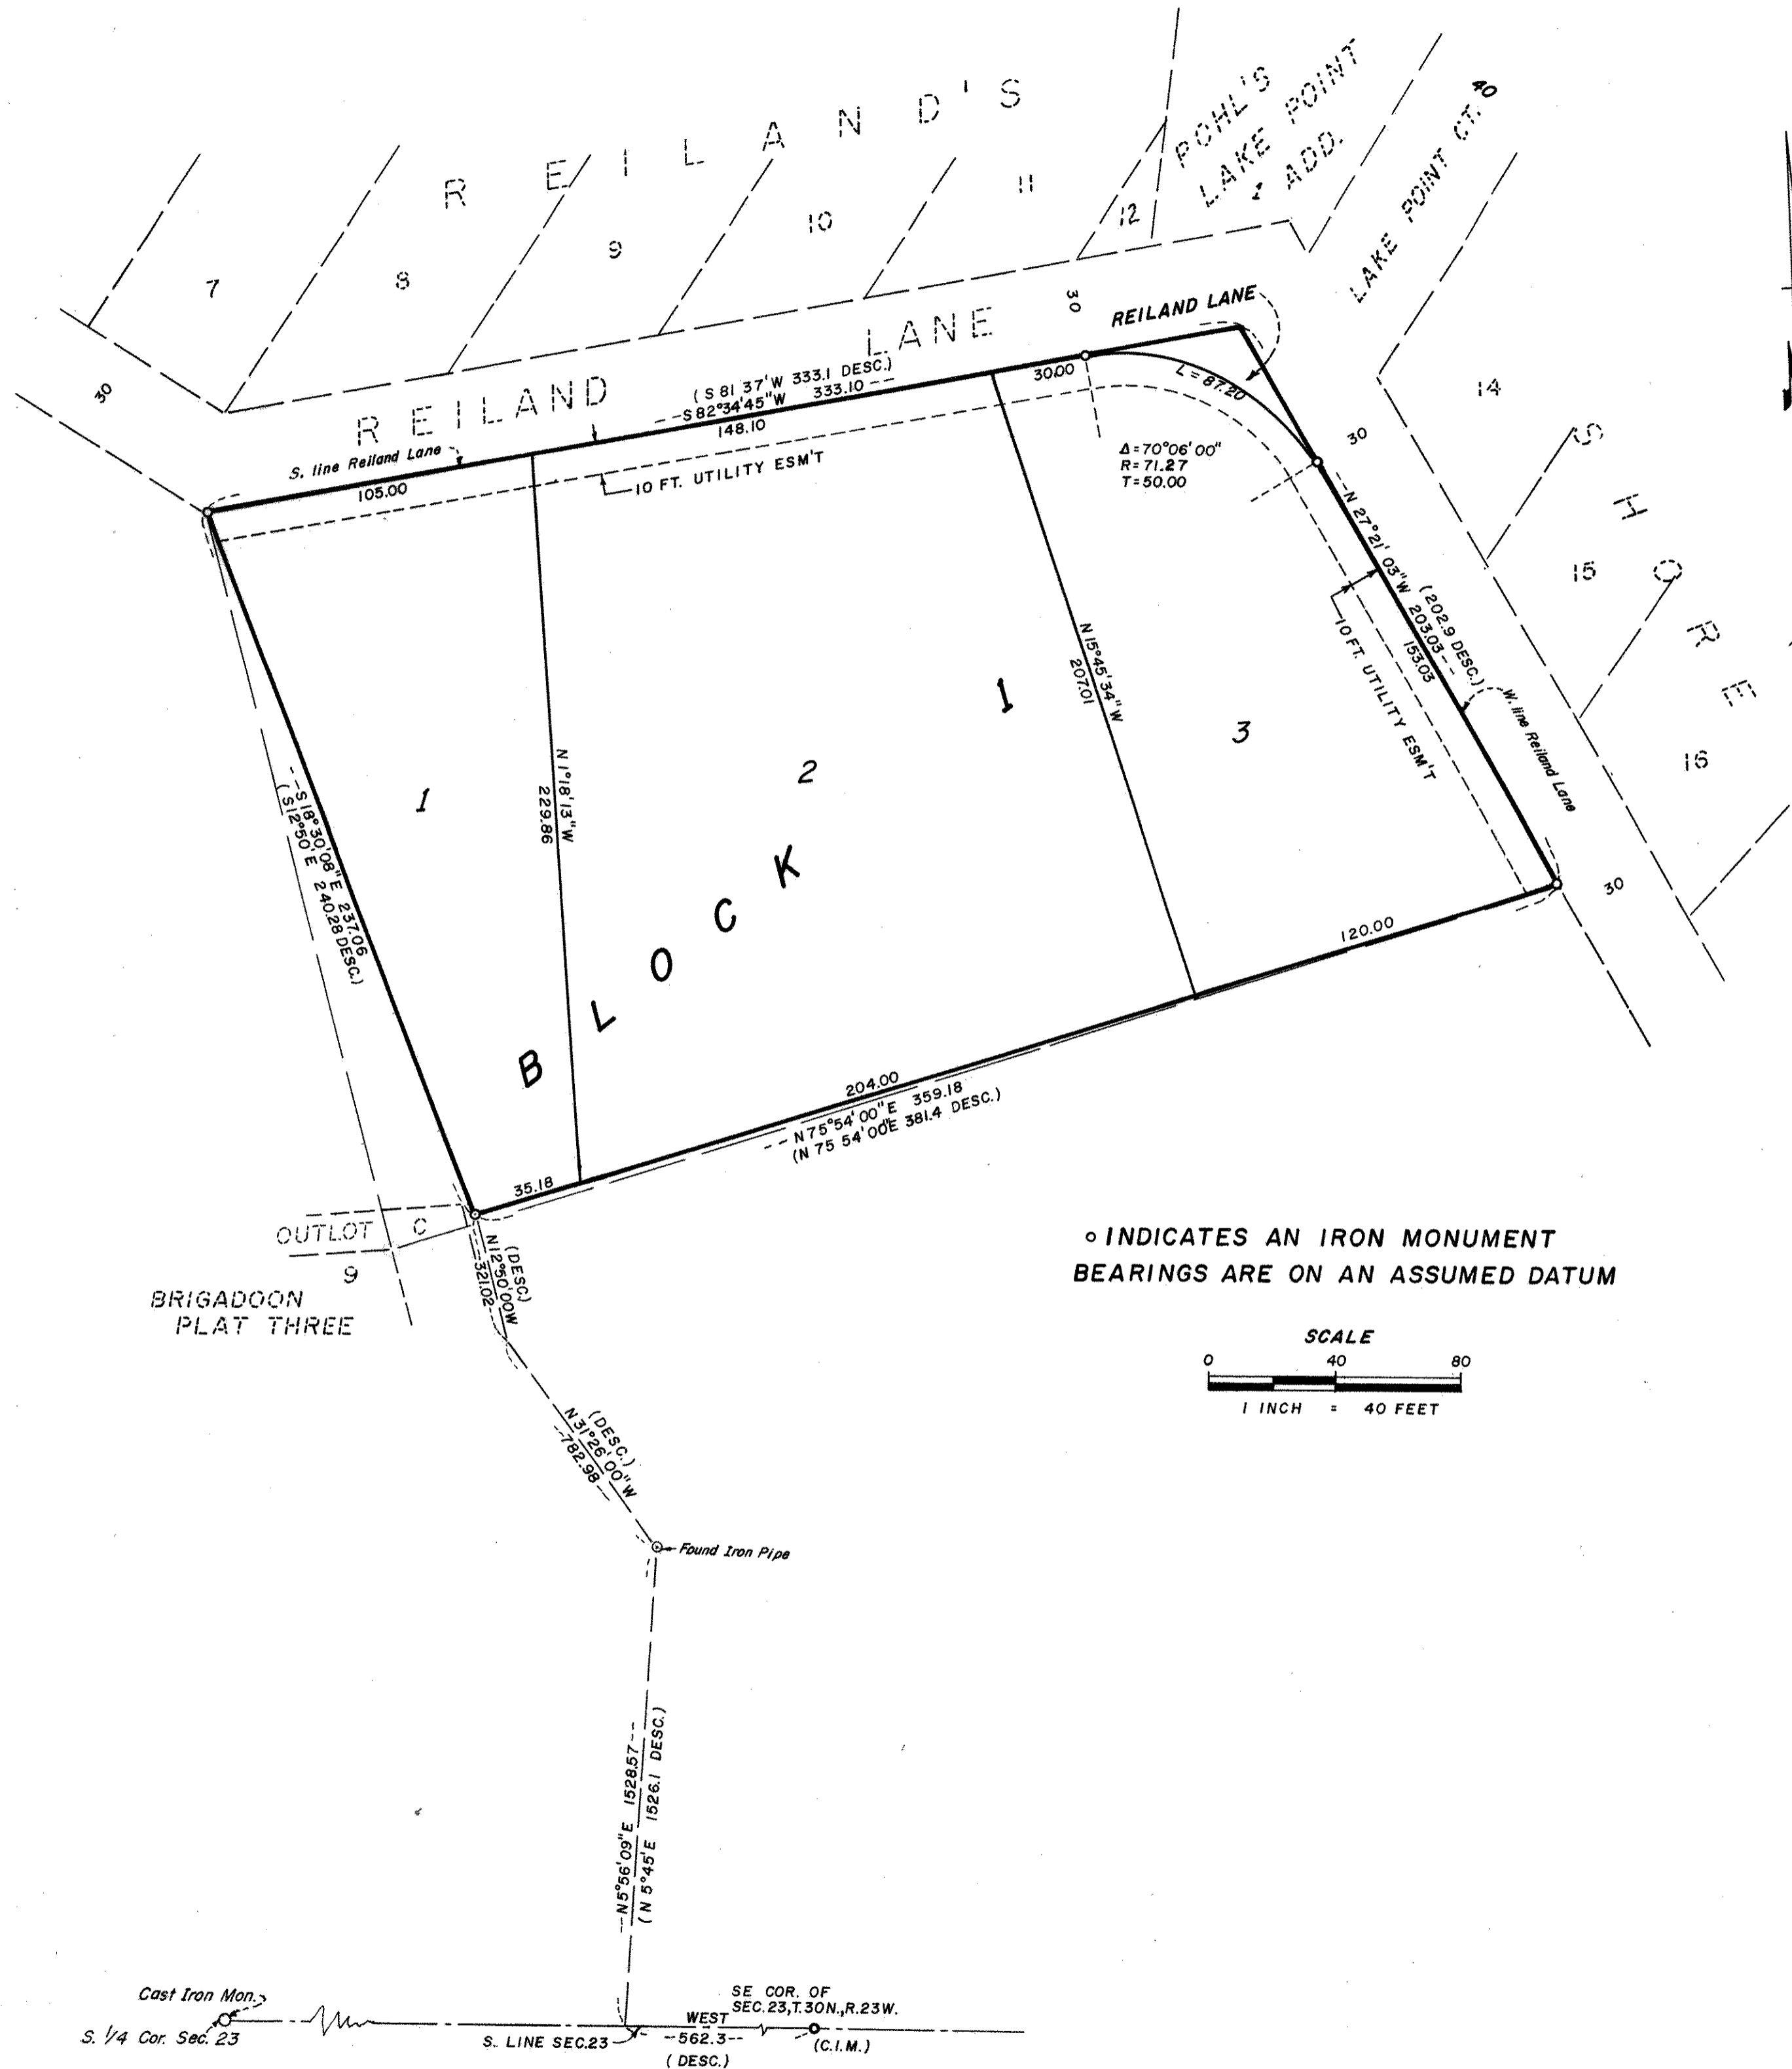 REILAND'S
POHL'S
LAKE POINT
ADD.
1
LAKE POINT CT.
40
7
8
9
10
11
12
30
30
REILAND LANE
REILAND LANE
S. line Reiland Lane
(S 81 37'W 333.1 DESC.)
--S 82°34'45"W 333.10--
105.00
148.10
30.00
10 FT. UTILITY ESM'T
L = 87.20
Δ = 70°06'00"
R = 71.27
T = 50.00
30
14
15
16
SHORE
N 27°21'03"W 203.03--
(202.9 DESC.)
153.03
10 FT. UTILITY ESM'T
W. line Reiland Lane
30
--S 18°30'08"E 237.06
(S 12°50'E 240.28 DESC.)
N 1°18'13"W
229.86
N 15°45'34"W
207.01
1
2
3
BLOCK 1
120.00
204.00
35.18
--N 75°54'00"E 359.18
(N 75 54'00"E 381.4 DESC.)
OUTLOT C
9
BRIGADOON
PLAT THREE
(DESC.)
N 12°50'00W
--321.02--
(DESC.)
N 31°26'00"W
--782.98--
Found Iron Pipe
o INDICATES AN IRON MONUMENT
BEARINGS ARE ON AN ASSUMED DATUM
SCALE
0 40 80
1 INCH = 40 FEET
--N 5°56'09"E 1528.57--
(N 5°45'E 1526.1 DESC.)
Cast Iron Mon.
S. 1/4 Cor. Sec. 23
S. LINE SEC.23
WEST
--562.3--
(DESC.)
SE COR. OF
SEC.23,T.30N.,R.23W.
(C.I.M.)